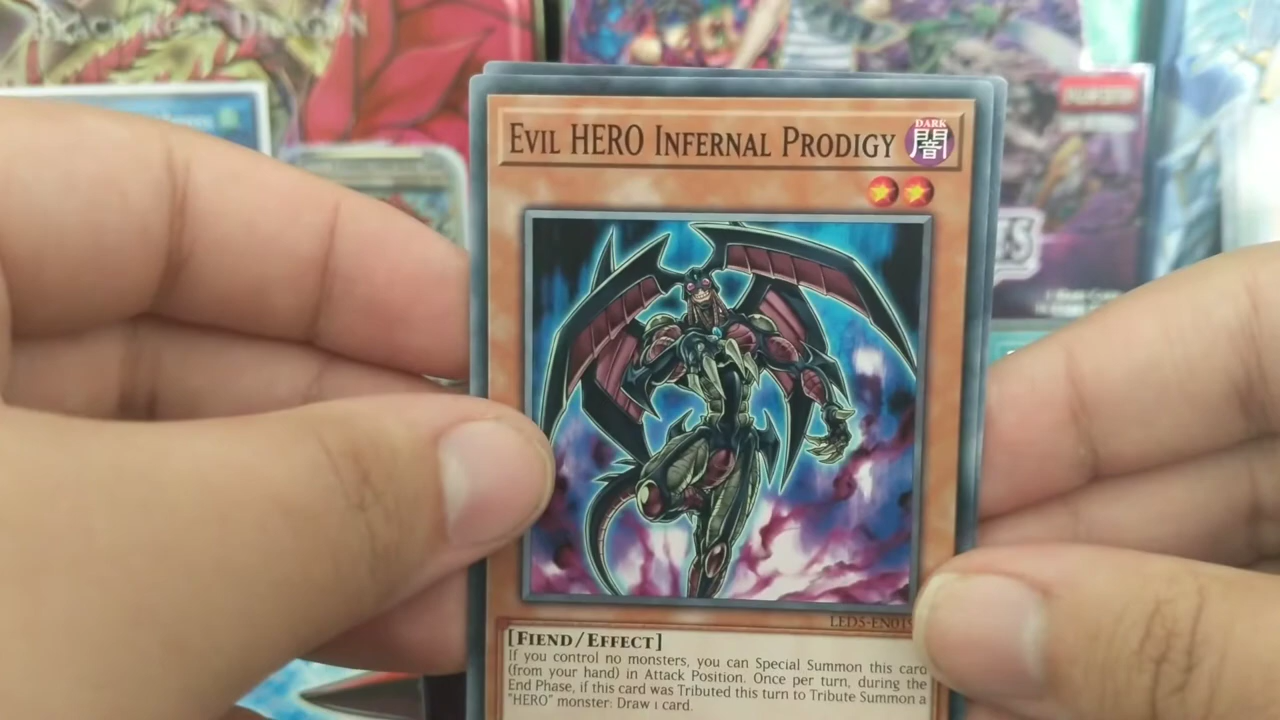 BLACK ROSE DRAGON
EVIL HERO INFERNAL PRODIGY
DARK
闇
[FIEND/EFFECT]
If you control no monsters, you can Special Summon this card
(from your hand) in Attack Position. Once per turn, during the
End Phase, if this card was Tributed this turn to Tribute Summon a
"HERO" monster: Draw 1 card.